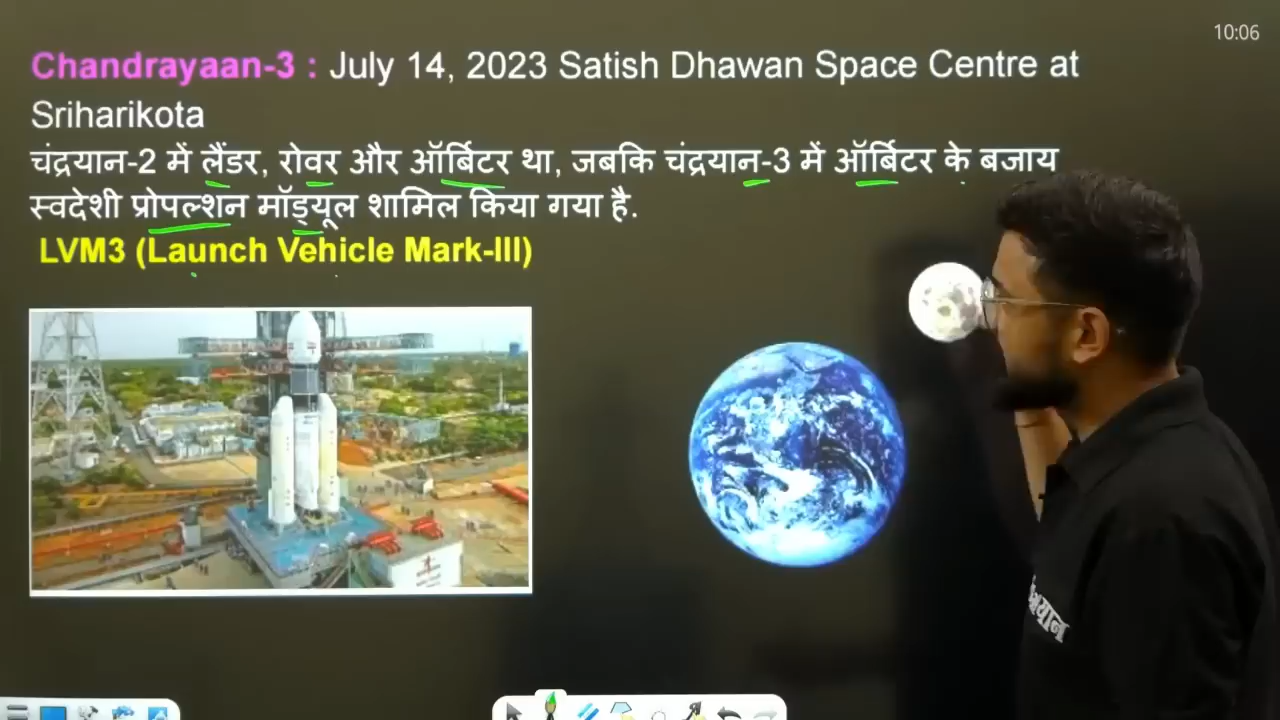 10:06
Chandrayaan-3 : July 14, 2023 Satish Dhawan Space Centre at
Sriharikota
चंद्रयान-2 में लैंडर, रोवर और ऑर्बिटर था, जबकि चंद्रयान-3 में ऑर्बिटर के बजाय
स्वदेशी प्रोपल्शन मॉड्यूल शामिल किया गया है.
LVM3 (Launch Vehicle Mark-III)